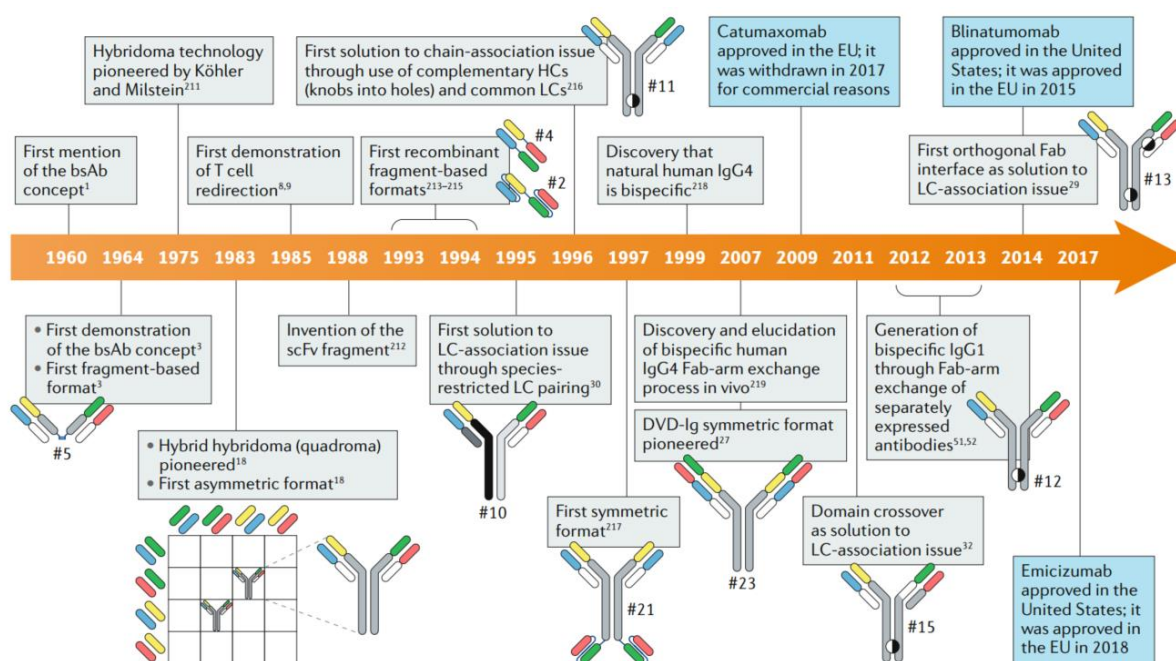 Hybridoma technology
pioneered by Köhler
and Milstein211
First solution to chain-association issue
through use of complementary HCs
(knobs into holes) and common LCs216
#11
Catumaxomab
approved in the EU; it
was withdrawn in 2017
for commercial reasons
Blinatumomab
approved in the United
States; it was approved
in the EU in 2015
First mention
of the bsAb
concept1
First demonstration
of T cell
redirection8,9
First recombinant
fragment-based
formats213–215
#4
#2
Discovery that
natural human IgG4
is bispecific218
First orthogonal Fab
interface as solution to
LC-association issue29
#13
1960 1964 1975 1983 1985 1988 1993 1994 1995 1996 1997 1999 2007 2009 2011 2012 2013 2014 2017
• First demonstration
of the bsAb concept3
• First fragment-based
format3
#5
• Hybrid hybridoma (quadroma)
pioneered18
• First asymmetric format18
Invention of the
scFv fragment212
First solution to
LC-association issue
through species-
restricted LC pairing30
#10
First symmetric
format217
#21
Discovery and elucidation
of bispecific human
IgG4 Fab-arm exchange
process in vivo219
DVD-Ig symmetric format
pioneered27
#23
Domain crossover
as solution to
LC-association issue32
#15
Generation of
bispecific IgG1
through Fab-arm
exchange of
separately
expressed
antibodies51,52
#12
Emicizumab
approved in the
United States; it
was approved in
the EU in 2018